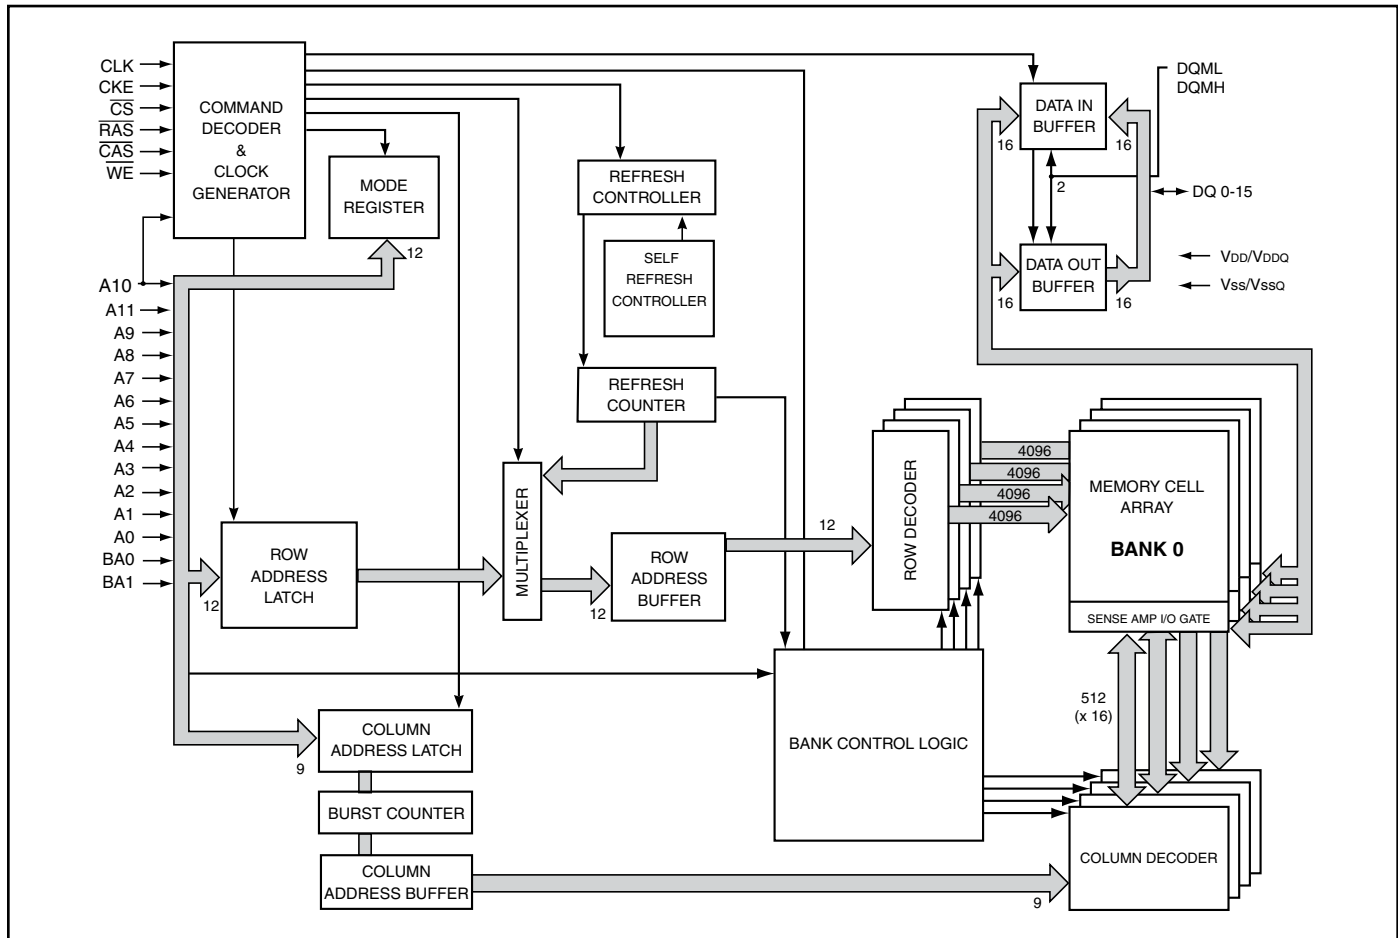 CLK
CKE
CS
RAS
CAS
WE
A10
A11
A9
A8
A7
A6
A5
A4
A3
A2
A1
A0
BA0
BA1
COMMAND
DECODER
&
CLOCK
GENERATOR
MODE
REGISTER
12
REFRESH
CONTROLLER
SELF
REFRESH
CONTROLLER
REFRESH
COUNTER
DATA IN
BUFFER
16
16
2
DQML
DQMH
DQ 0-15
DATA OUT
BUFFER
16
16
VDD/VDDQ
VSS/VSSQ
12
ROW
ADDRESS
LATCH
MULTIPLEXER
12
ROW
ADDRESS
BUFFER
12
ROW DECODER
4096
4096
4096
4096
MEMORY CELL
ARRAY
BANK 0
SENSE AMP I/O GATE
512
(x 16)
BANK CONTROL LOGIC
9
COLUMN
ADDRESS LATCH
BURST COUNTER
COLUMN
ADDRESS BUFFER
9
COLUMN DECODER